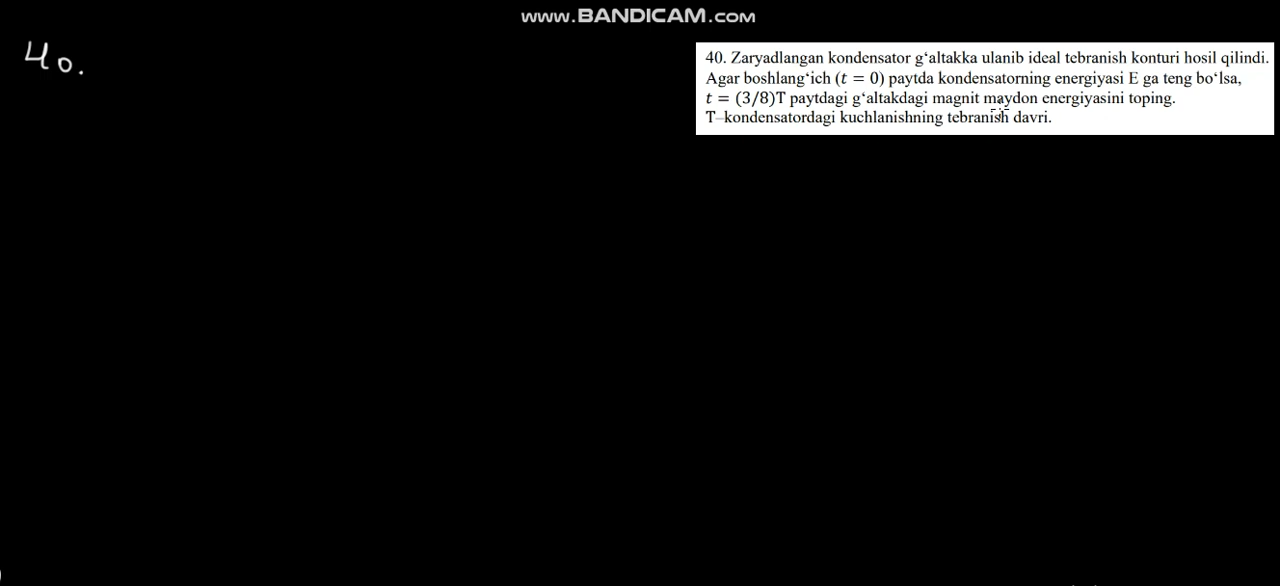 www.BANDICAM.com
40.
40. Zaryadlangan kondensator g‘altakka ulanib ideal tebranish konturi hosil qilindi.
Agar boshlang‘ich (t = 0) paytda kondensatorning energiyasi E ga teng bo‘lsa,
t = (3/8)T paytdagi g‘altakdagi magnit maydon energiyasini toping.
T–kondensatordagi kuchlanishning tebranish davri.